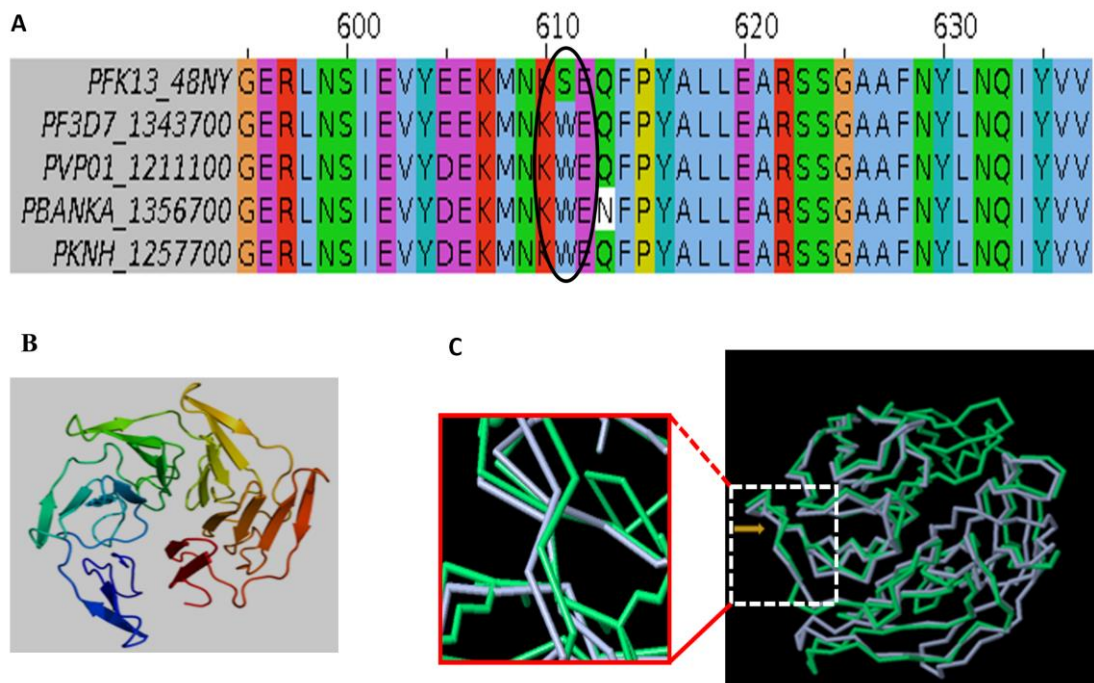 A
600 610 620 630
PFK13_48NY GERLNSIEVYEEKMNKSEQFPYALLEARSSGAAFNYLNQIYVV
PF3D7_1343700 GERLNSIEVYEEKMNKWEQFPYALLEARSSGAAFNYLNQIYVV
PVP01_1211100 GERLNSIEVYDEKMNKWEQFPYALLEARSSGAAFNYLNQIYVV
PBANKA_1356700 GERLNSIEVYDEKMNKWENFPYALLEARSSGAAFNYLNQIYVV
PKNH_1257700 GERLNSIEVYDEKMNKWEQFPYALLEARSSGAAFNYLNQIYVV
B
C